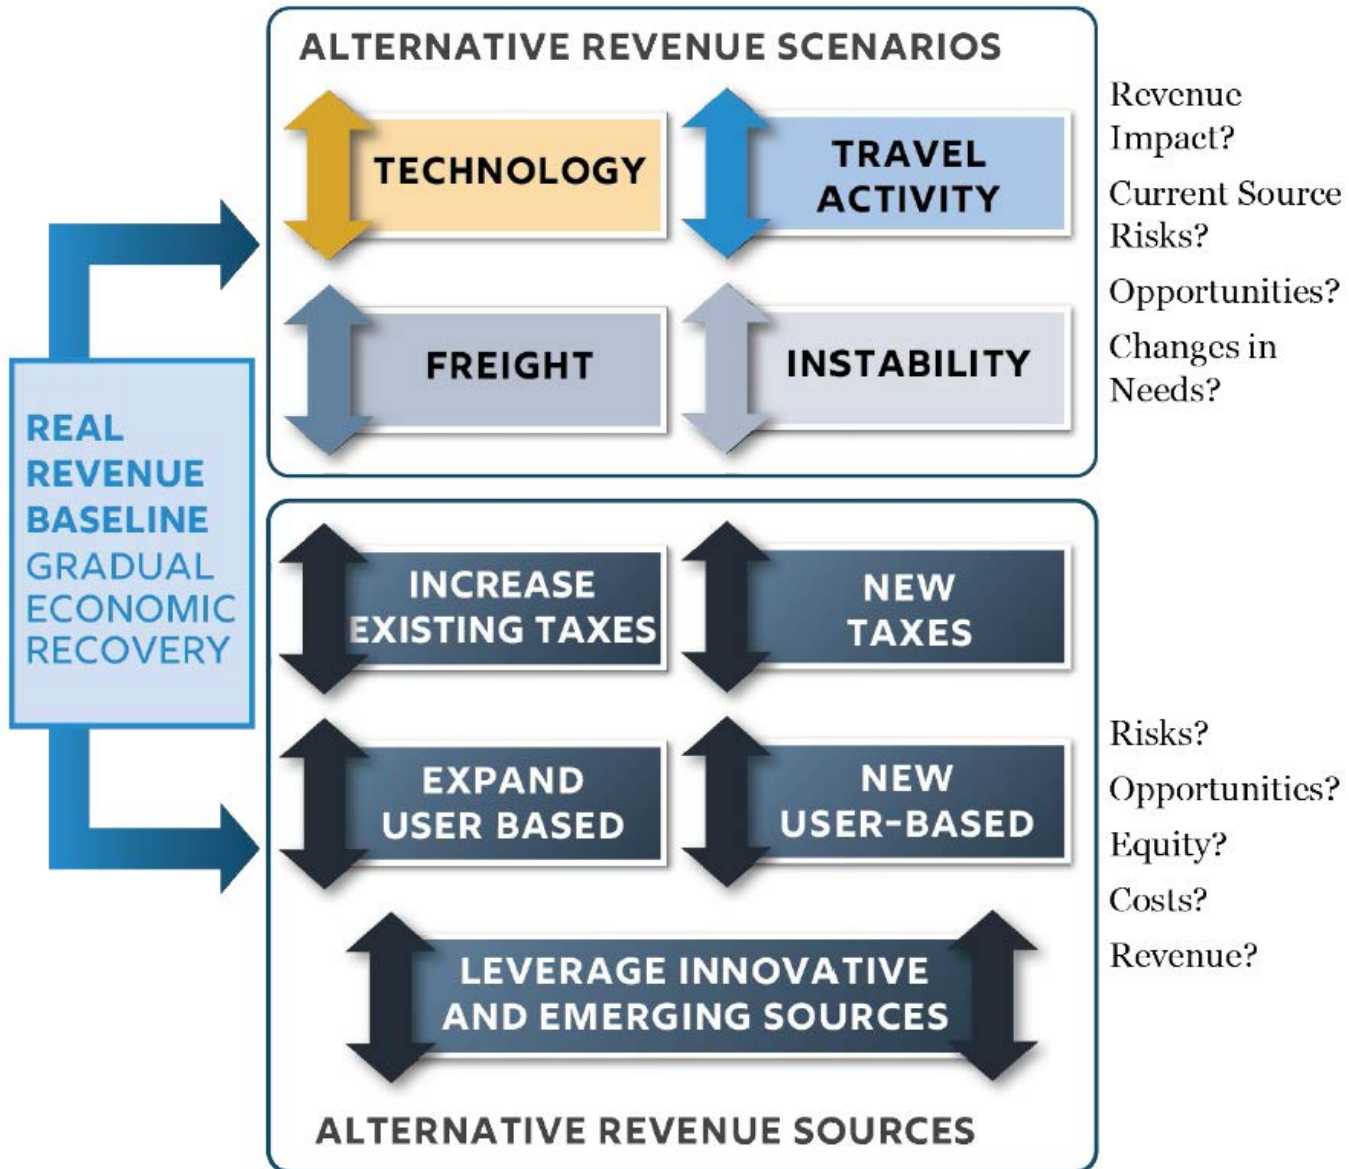 ALTERNATIVE REVENUE SCENARIOS
TECHNOLOGY
TRAVEL
ACTIVITY
FREIGHT
INSTABILITY
Revenue
Impact?
Current Source
Risks?
Opportunities?
Changes in
Needs?
REAL
REVENUE
BASELINE
GRADUAL
ECONOMIC
RECOVERY
INCREASE
EXISTING TAXES
NEW
TAXES
EXPAND
USER BASED
NEW
USER-BASED
LEVERAGE INNOVATIVE
AND EMERGING SOURCES
ALTERNATIVE REVENUE SOURCES
Risks?
Opportunities?
Equity?
Costs?
Revenue?